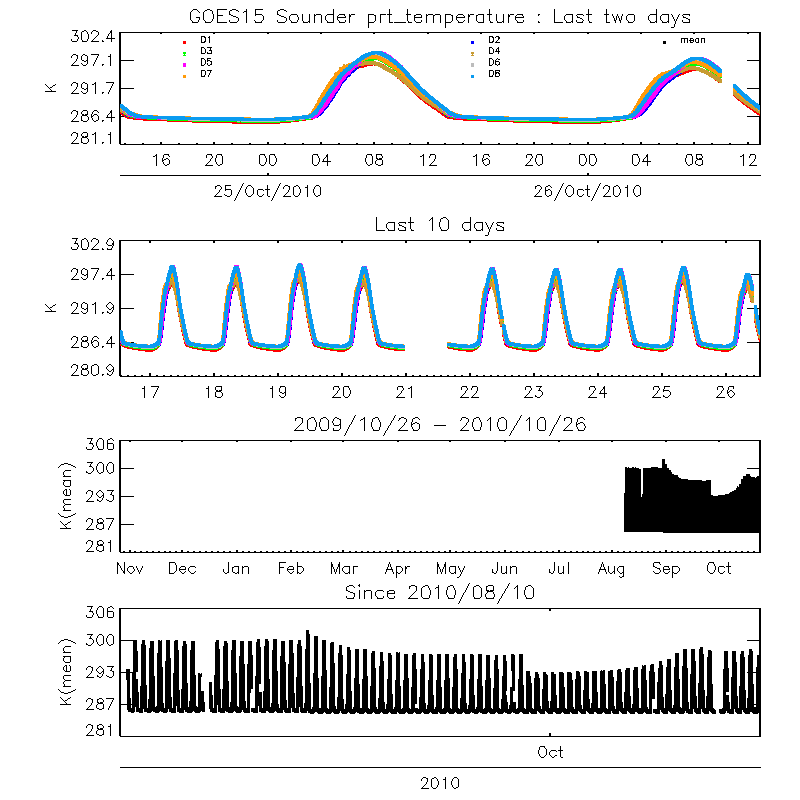 GOES15 Sounder prt_temperature : Last two days
302.4
297.1
291.7
286.4
281.1
K
D1 D2 mean
D3 D4
D5 D6
D7 D8
16 20 00 04 08 12 16 20 00 04 08 12
25/Oct/2010 26/Oct/2010
Last 10 days
302.9
297.4
291.9
286.4
280.9
K
17 18 19 20 21 22 23 24 25 26
2009/10/26 - 2010/10/26
306
300
293
287
281
K(mean)
Nov Dec Jan Feb Mar Apr May Jun Jul Aug Sep Oct
Since 2010/08/10
306
300
293
287
281
K(mean)
Oct
2010